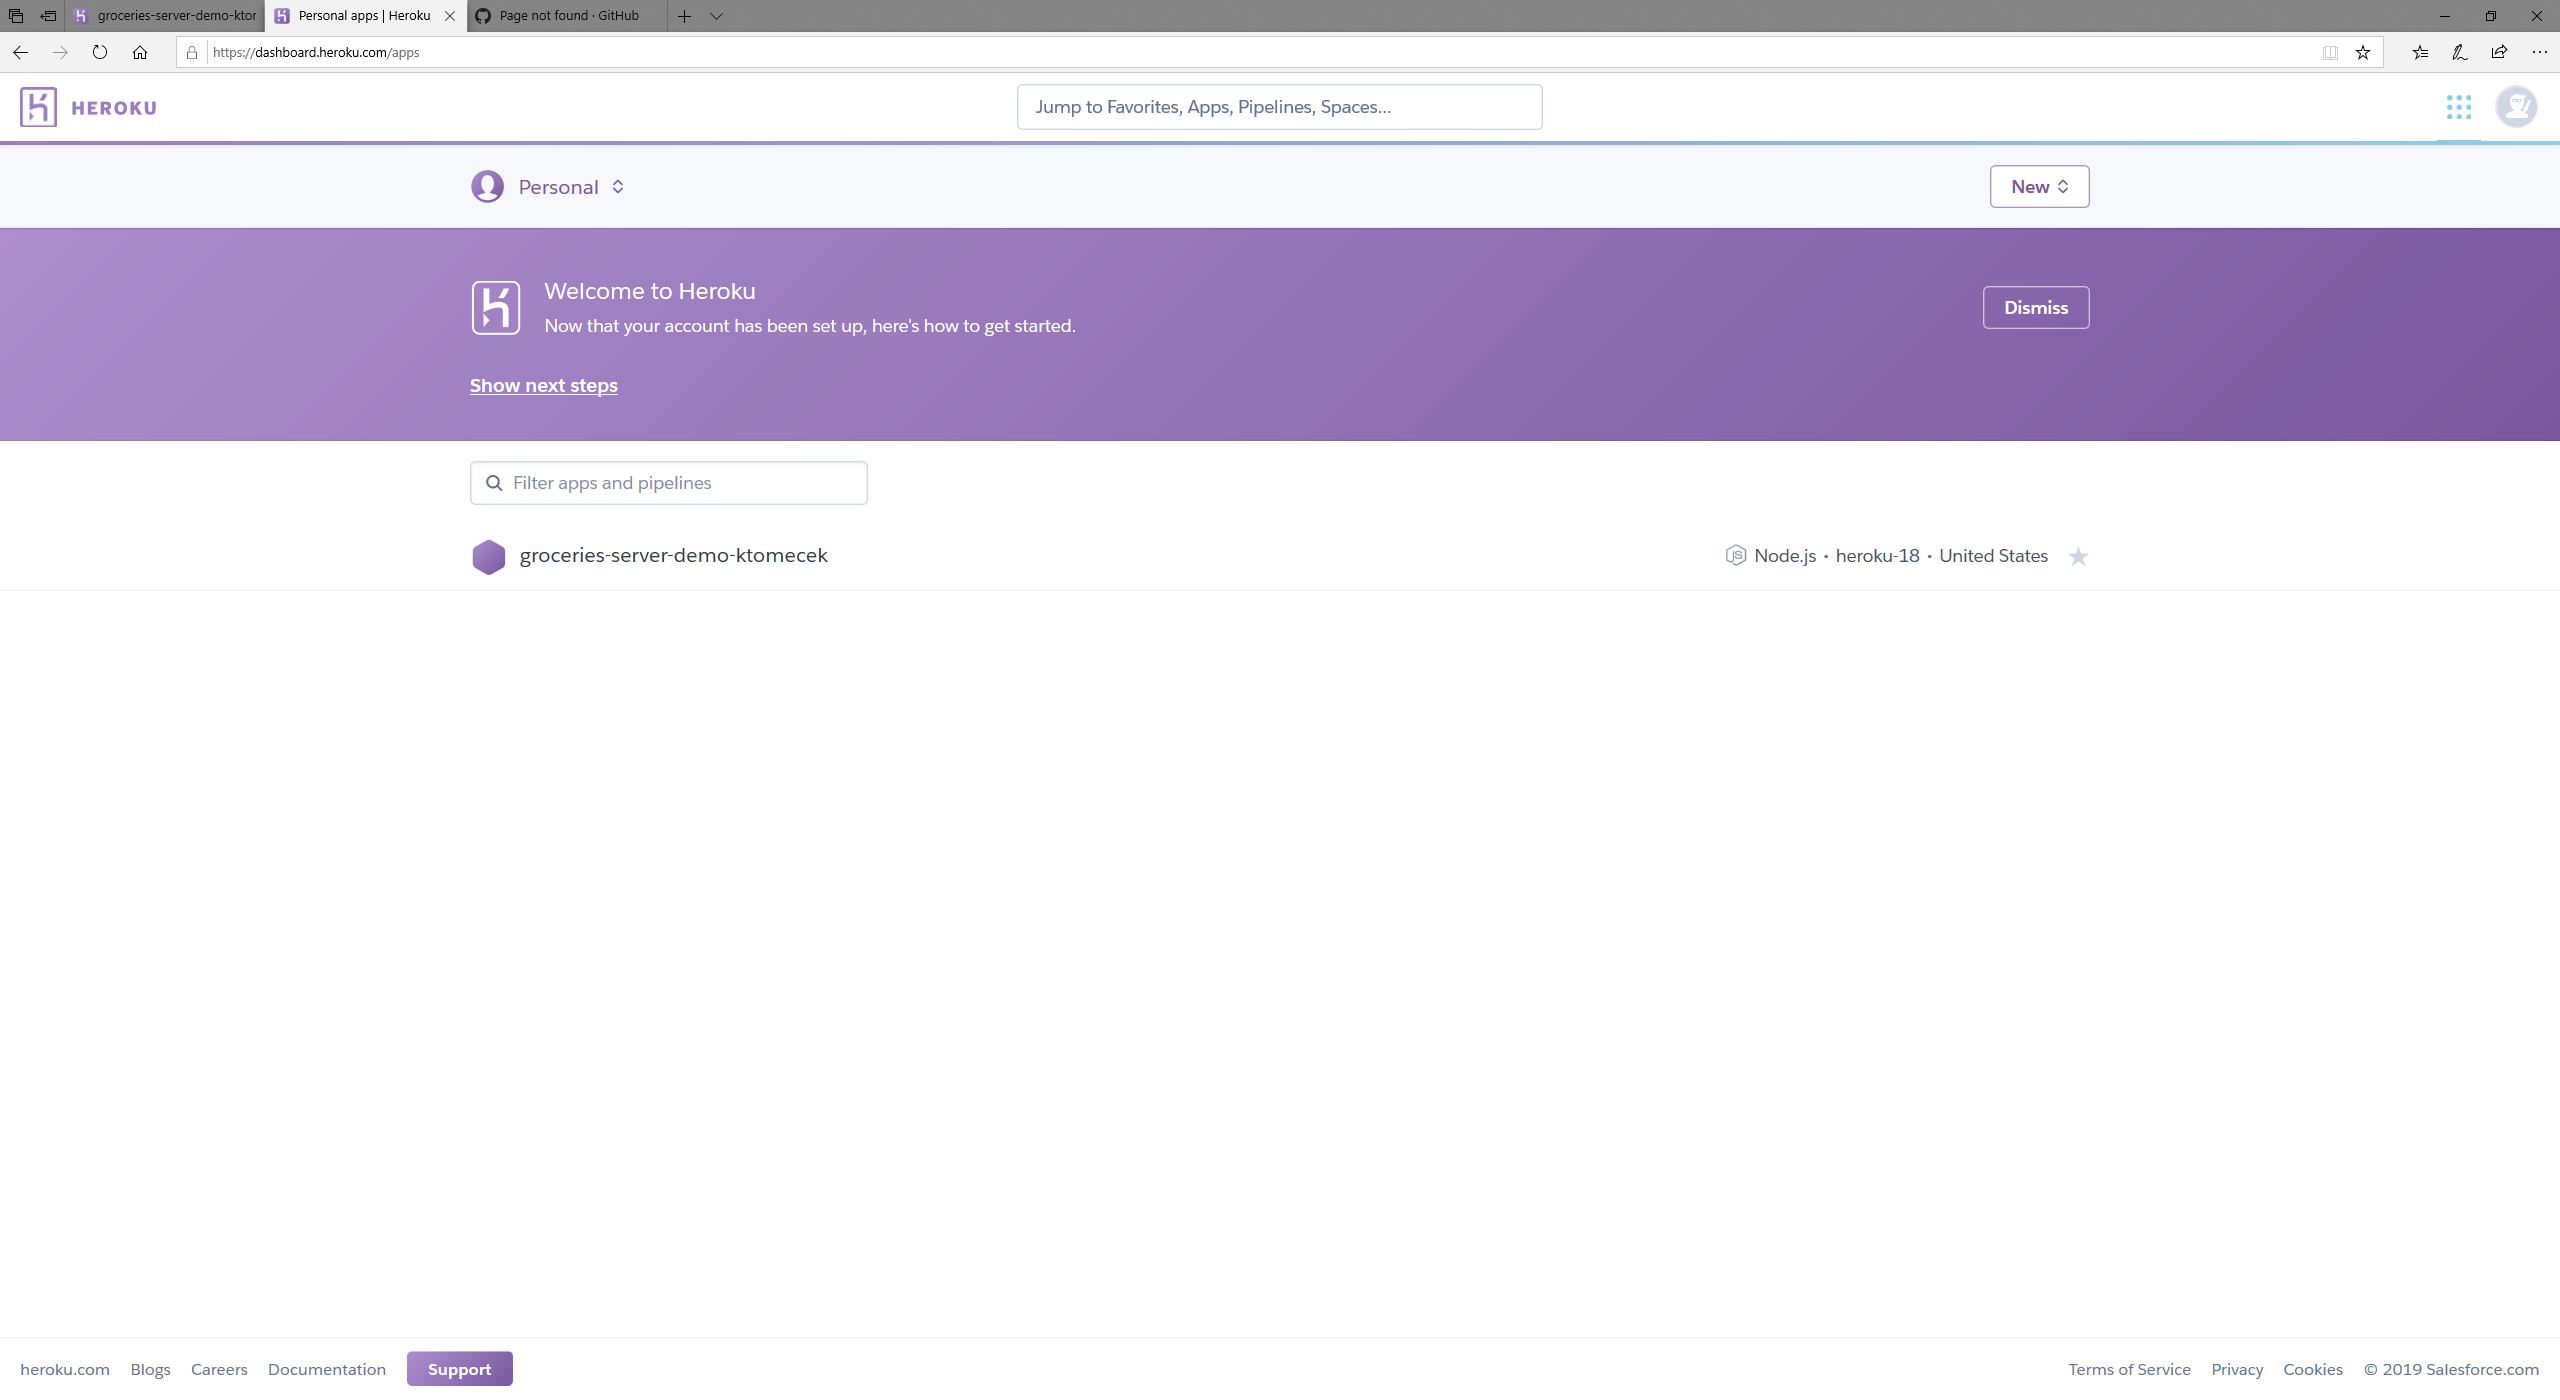 groceries-server-demo-ktor
Personal apps | Heroku
Page not found · GitHub
https://dashboard.heroku.com/apps
HEROKU
Jump to Favorites, Apps, Pipelines, Spaces...
Personal
New
Welcome to Heroku
Now that your account has been set up, here's how to get started.
Dismiss
Show next steps
Filter apps and pipelines
groceries-server-demo-ktomecek
Node.js • heroku-18 • United States
heroku.com Blogs Careers Documentation Support
Terms of Service Privacy Cookies © 2019 Salesforce.com